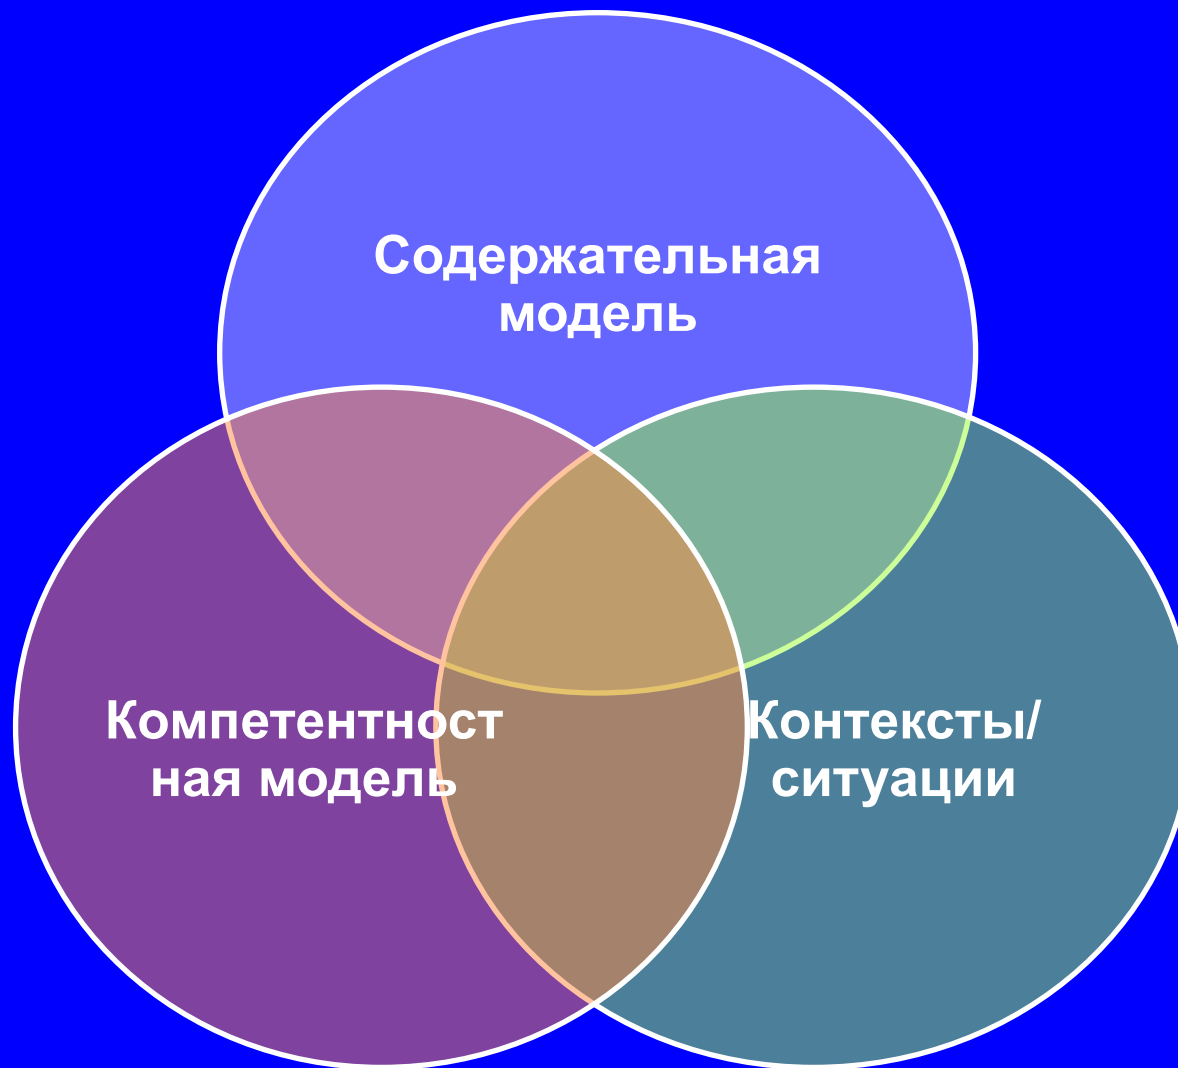 Содержательная
модель
Компетентност
ная модель
Контексты/
ситуации